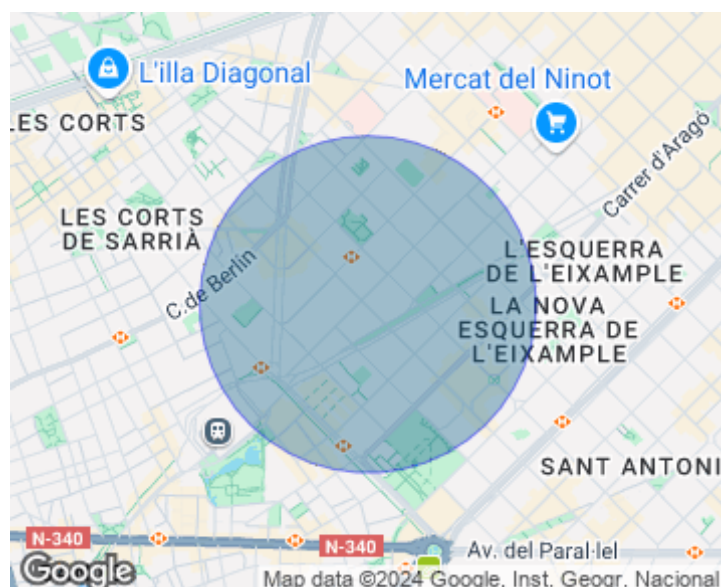 L'illa Diagonal
Mercat del Ninot
LES CORTS
Carrer d'Aragó
LES CORTS
DE SARRIÀ
L'ESQUERRA
DE L'EIXAMPLE
C. de Berlin
LA NOVA
ESQUERRA DE
L'EIXAMPLE
SANT ANTONI
N-340
N-340
Av. del Paral·lel
Google
Map data ©2024 Google, Inst. Geogr. Nacional